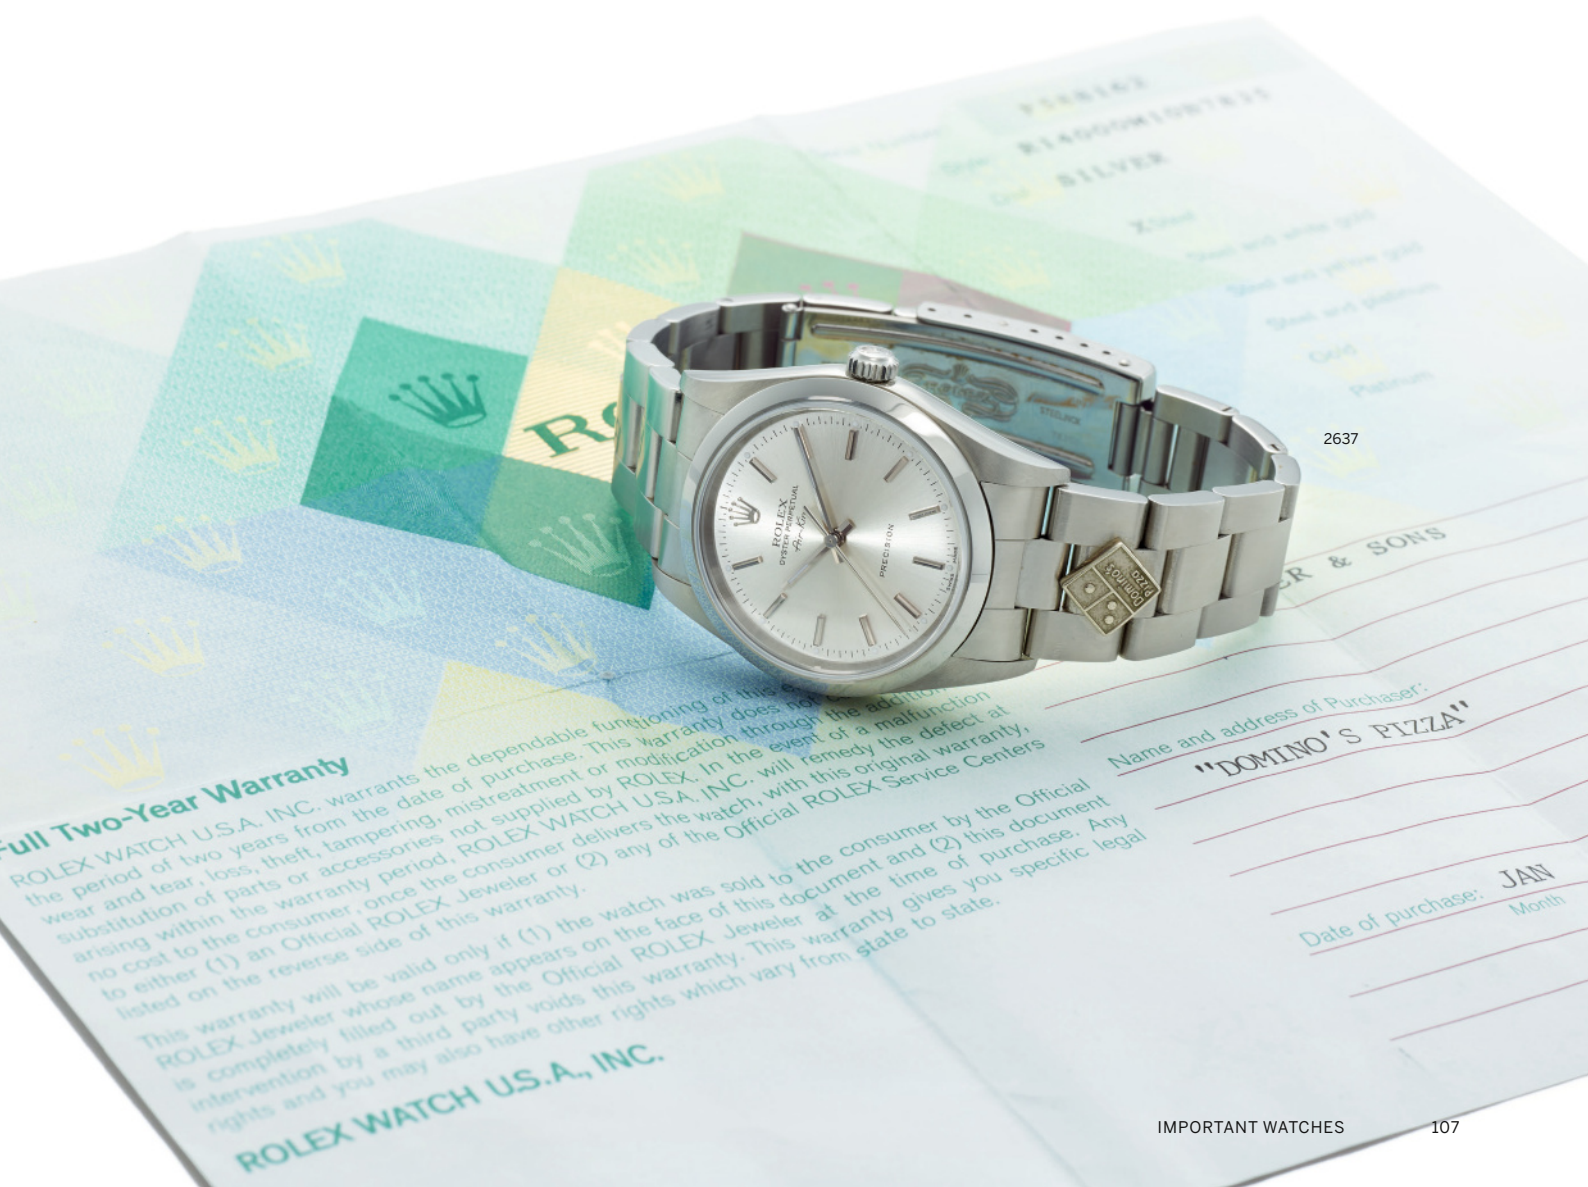 R14000M10B7835
SILVER
X Steel
Steel and white gold
Steel and yellow gold
Steel and platinum
Gold
Platinum
2637
ROLEX
OYSTER PERPETUAL
Air-King
PRECISION
STEELINOX
Domino's
Pizza
ER & SONS
Name and address of Purchaser:
"DOMINO'S PIZZA"
Date of purchase: JAN
Month
Full Two-Year Warranty
ROLEX WATCH U.S.A. INC. warrants the dependable functioning of this
the period of two years from the date of purchase. This warranty does not
wear and tear, loss, theft, tampering, mistreatment or modification through the addition
substitution of parts or accessories not supplied by ROLEX. In the event of a malfunction
arising within the warranty period, ROLEX WATCH U.S.A. INC. will remedy the defect at
no cost to the consumer, once the consumer delivers the watch, with this original warranty,
to either (1) an Official ROLEX Jeweler or (2) any of the Official ROLEX Service Centers
listed on the reverse side of this warranty.
This warranty will be valid only if (1) the watch was sold to the consumer by the Official
ROLEX Jeweler whose name appears on the face of this document and (2) this document
is completely filled out by the Official ROLEX Jeweler at the time of purchase. Any
intervention by a third party voids this warranty. This warranty gives you specific legal
rights and you may also have other rights which vary from state to state.
ROLEX WATCH U.S.A., INC.
IMPORTANT WATCHES 107